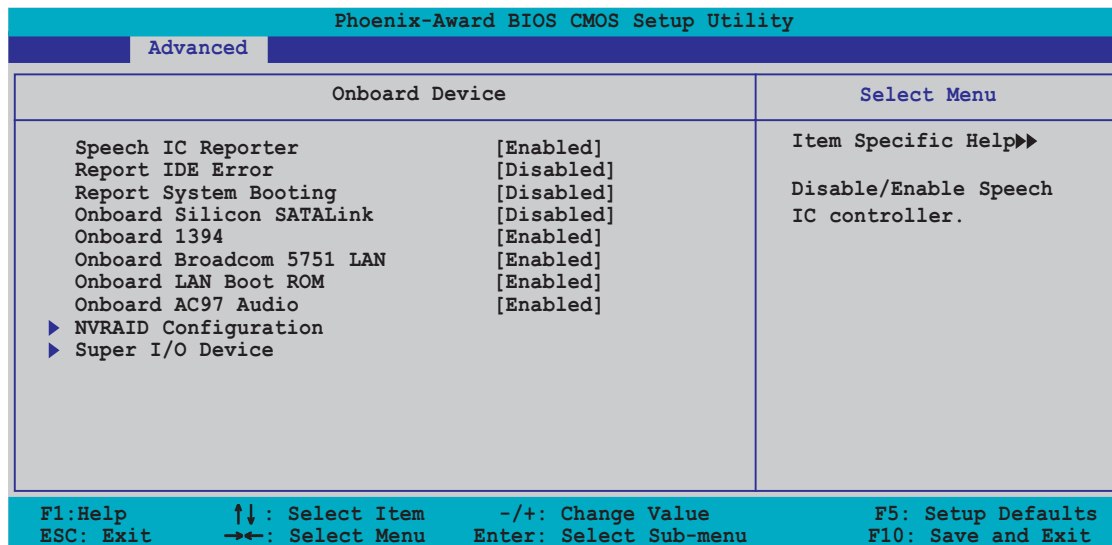 Phoenix-Award BIOS CMOS Setup Utility
Advanced
Onboard Device
Select Menu
Speech IC Reporter [Enabled]
Report IDE Error [Disabled]
Report System Booting [Disabled]
Onboard Silicon SATALink [Disabled]
Onboard 1394 [Enabled]
Onboard Broadcom 5751 LAN [Enabled]
Onboard LAN Boot ROM [Enabled]
Onboard AC97 Audio [Enabled]
NVRAID Configuration
Super I/O Device
Item Specific Help
Disable/Enable Speech
IC controller.
F1:Help ↑↓ : Select Item -/+: Change Value F5: Setup Defaults
ESC: Exit →←: Select Menu Enter: Select Sub-menu F10: Save and Exit